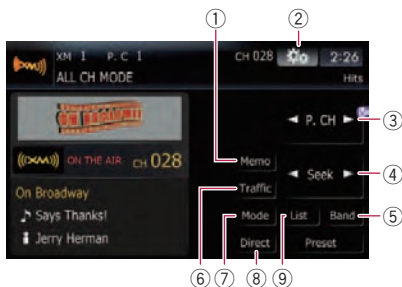 ① ②
XM 1 P. C 1 CH 028 2:26
ALL CH MODE Hits
((XM))
◄ P. CH ► ③
((XM)) ON THE AIR CH 028
Memo
◄ Seek ► ④
Traffic
On Broadway
Says Thanks!
Mode List Band ⑤
Jerry Herman
Direct Preset
⑥ ⑦ ⑧ ⑨